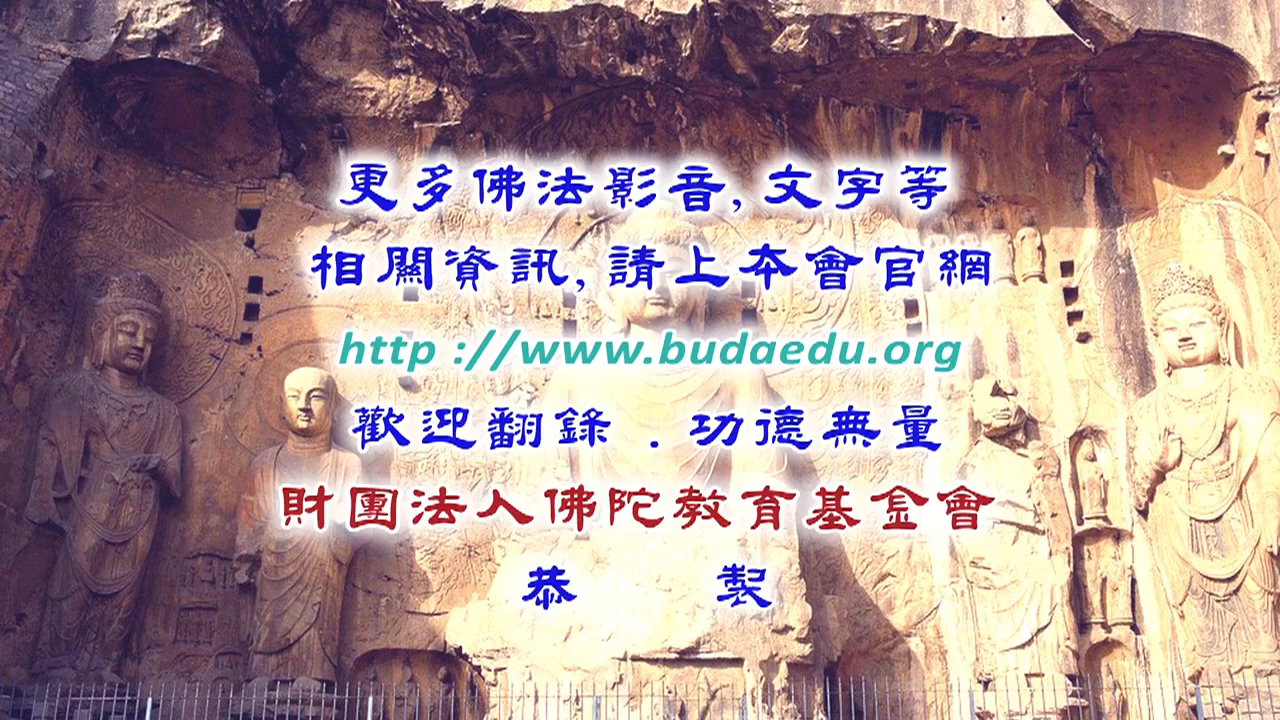 更多佛法影音,文字等
相關資訊,請上本會官網
http ://www.budaedu.org
歡迎翻錄 . 功德無量
財團法人佛陀教育基金會
恭 製